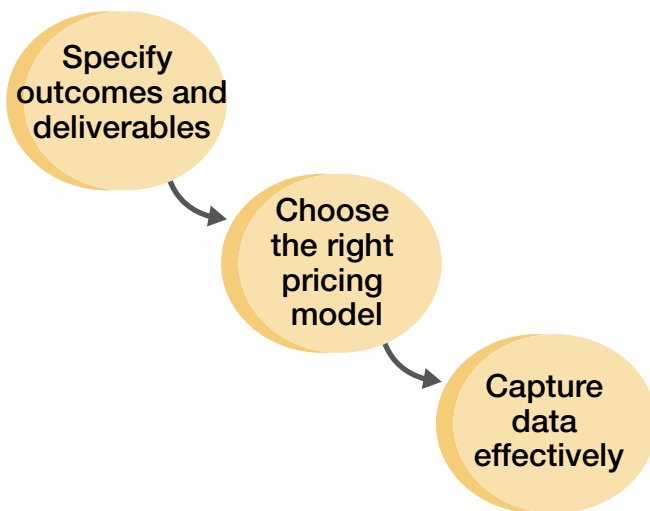 Specify
outcomes and
deliverables
Choose
the right
pricing
model
Capture
data
effectively